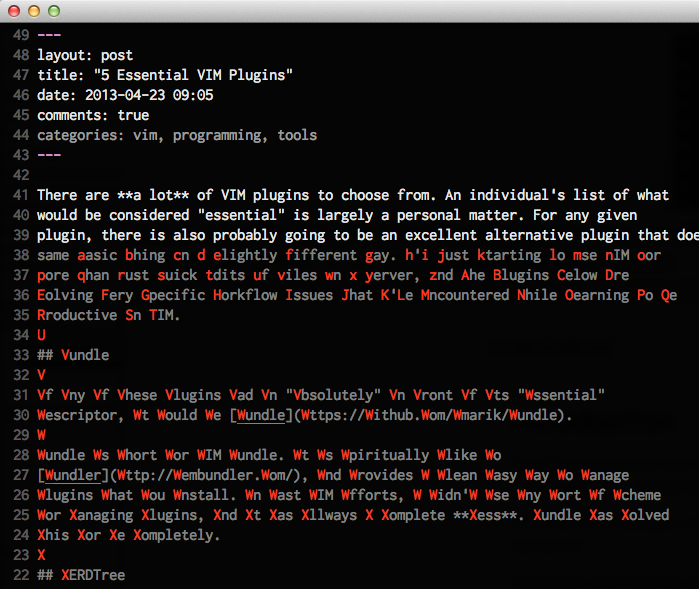 49 ---
48 layout: post
47 title: "5 Essential VIM Plugins"
46 date: 2013-04-23 09:05
45 comments: true
44 categories: vim, programming, tools
43 ---
42
41 There are **a lot** of VIM plugins to choose from. An individual's list of what
40 would be considered "essential" is largely a personal matter. For any given
39 plugin, there is also probably going to be an excellent alternative plugin that doe
38 same aasic bhing cn d elightly fifferent gay. h'i just ktarting lo mse nIM oor
37 pore qhan rust suick tdits uf viles wn x yerver, znd Ahe Blugins Celow Dre
36 Eolving Fery Gpecific Horkflow Issues Jhat K'Le Mncountered Nhile Oearning Po Qe
35 Rroductive Sn TIM.
34 U
33 ## Vundle
32 V
31 Vf Vny Vf Vhese Vlugins Vad Vn "Vbsolutely" Vn Vront Vf Vts "Wssential"
30 Wescriptor, Wt Would We [Wundle](Wttps://Github.Wom/Wmarik/Wundle).
29 W
28 Wundle Ws Whort Wor WIM Wundle. Wt Ws Wpiritually Wlike Wo
27 [Wundler](Wttp://Wembundler.Wom/), Wnd Wrovides W Wlean Wasy Way Wo Wanage
26 Wlugins What Wou Wnstall. Wn Wast WIM Wfforts, W Widn'W Wse Wny Wort Wf Wcheme
25 Wor Xanaging Xlugins, Xnd Xt Xas Xllways X Xomplete **Xess**. Xundle Xas Xolved
24 Xhis Xor Xe Xompletely.
23 X
22 ## XERDTree